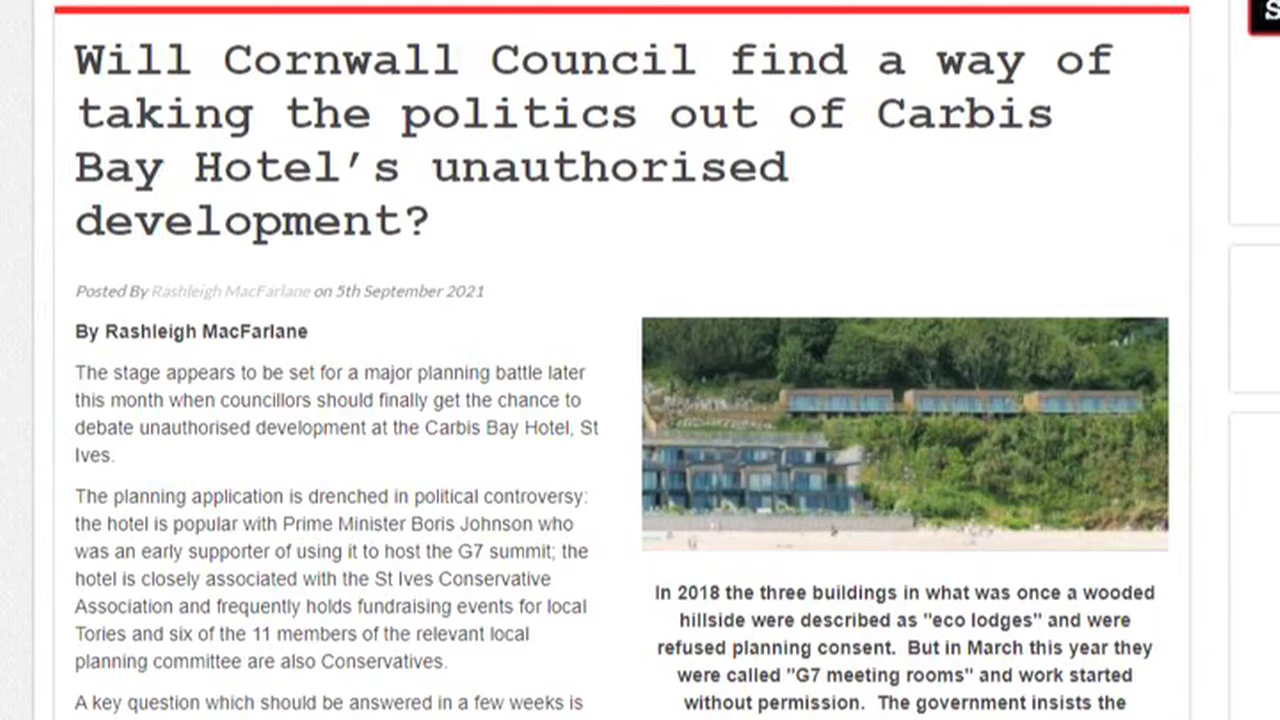 S
Will Cornwall Council find a way of
taking the politics out of Carbis
Bay Hotel’s unauthorised
development?
Posted By Rashleigh MacFarlane on 5th September 2021
By Rashleigh MacFarlane
The stage appears to be set for a major planning battle later
this month when councillors should finally get the chance to
debate unauthorised development at the Carbis Bay Hotel, St
Ives.
The planning application is drenched in political controversy:
the hotel is popular with Prime Minister Boris Johnson who
was an early supporter of using it to host the G7 summit; the
hotel is closely associated with the St Ives Conservative
Association and frequently holds fundraising events for local
Tories and six of the 11 members of the relevant local
planning committee are also Conservatives.
A key question which should be answered in a few weeks is
In 2018 the three buildings in what was once a wooded
hillside were described as "eco lodges" and were
refused planning consent.  But in March this year they
were called "G7 meeting rooms" and work started
without permission.  The government insists the